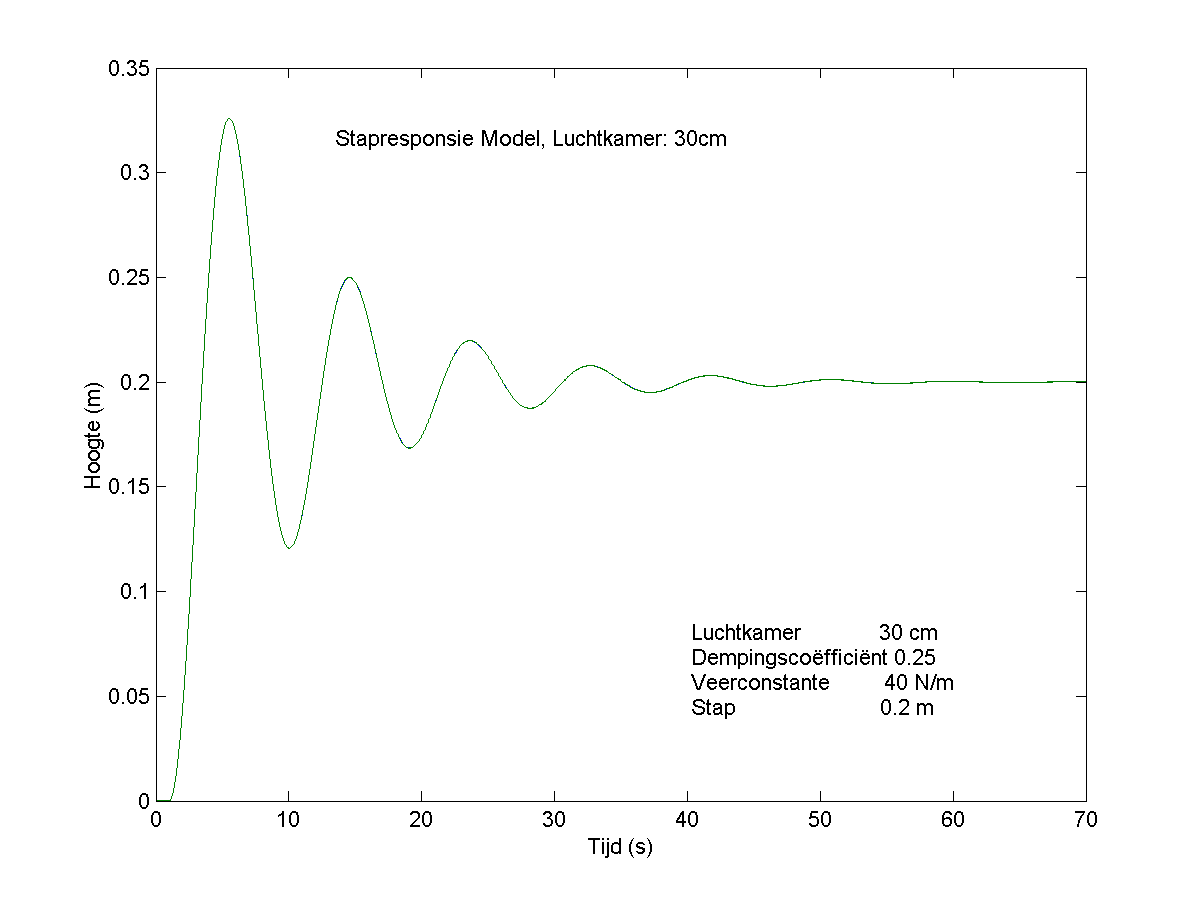 0.35
Stapresponsie Model, Luchtkamer: 30cm
0.3
0.25
0.2
Hoogte (m)
0.15
0.1
Luchtkamer 30 cm
Dempingscoëfficiënt 0.25
Veerconstante 40 N/m
Stap 0.2 m
0.05
0
0 10 20 30 40 50 60 70
Tijd (s)